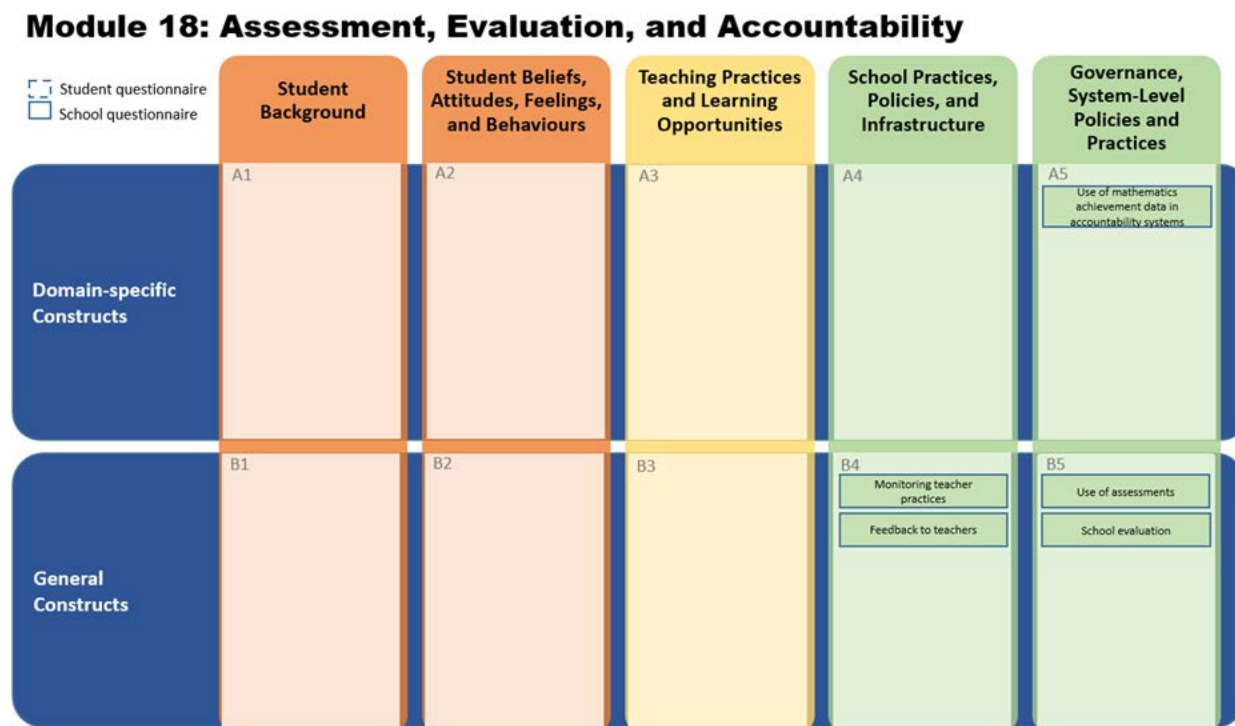 Module 18: Assessment, Evaluation, and Accountability
Student questionnaire
School questionnaire
Student
Background
Student Beliefs,
Attitudes, Feelings,
and Behaviours
Teaching Practices
and Learning
Opportunities
School Practices,
Policies, and
Infrastructure
Governance,
System-Level
Policies and
Practices
Domain-specific
Constructs
A1
A2
A3
A4
A5
Use of mathematics
achievement data in
accountability systems
General
Constructs
B1
B2
B3
B4
Monitoring teacher
practices
Feedback to teachers
B5
Use of assessments
School evaluation